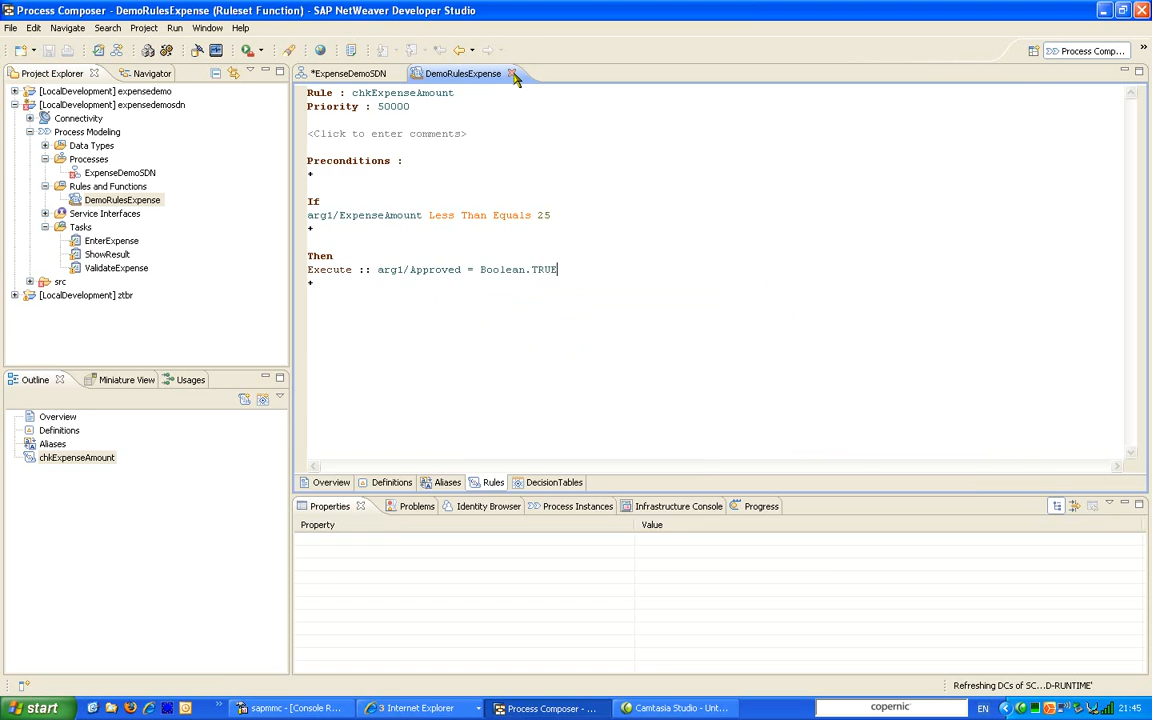 Process Composer - DemoRulesExpense (Ruleset Function) - SAP NetWeaver Developer Studio
File Edit Navigate Search Project Run Window Help
Process Comp...
Project Explorer Navigator
[LocalDevelopment] expensedemo
[LocalDevelopment] expensedemosdn
Connectivity
Process Modeling
Data Types
Processes
ExpenseDemoSDN
Rules and Functions
DemoRulesExpense
Service Interfaces
Tasks
EnterExpense
ShowResult
ValidateExpense
src
[LocalDevelopment] ztbr
Outline Miniature View Usages
Overview
Definitions
Aliases
chkExpenseAmount
*ExpenseDemoSDN DemoRulesExpense
Rule : chkExpenseAmount
Priority : 50000
<Click to enter comments>
Preconditions :
+
If
arg1/ExpenseAmount Less Than Equals 25
+
Then
Execute :: arg1/Approved = Boolean.TRUE
+
Overview Definitions Aliases Rules DecisionTables
Properties Problems Identity Browser Process Instances Infrastructure Console Progress
Property Value
Refreshing DCs of SC...D-RUNTIME'
start sapmmc - [Console R... 3 Internet Explorer Process Composer - ... Camtasia Studio - Unt... copernic EN 21:45